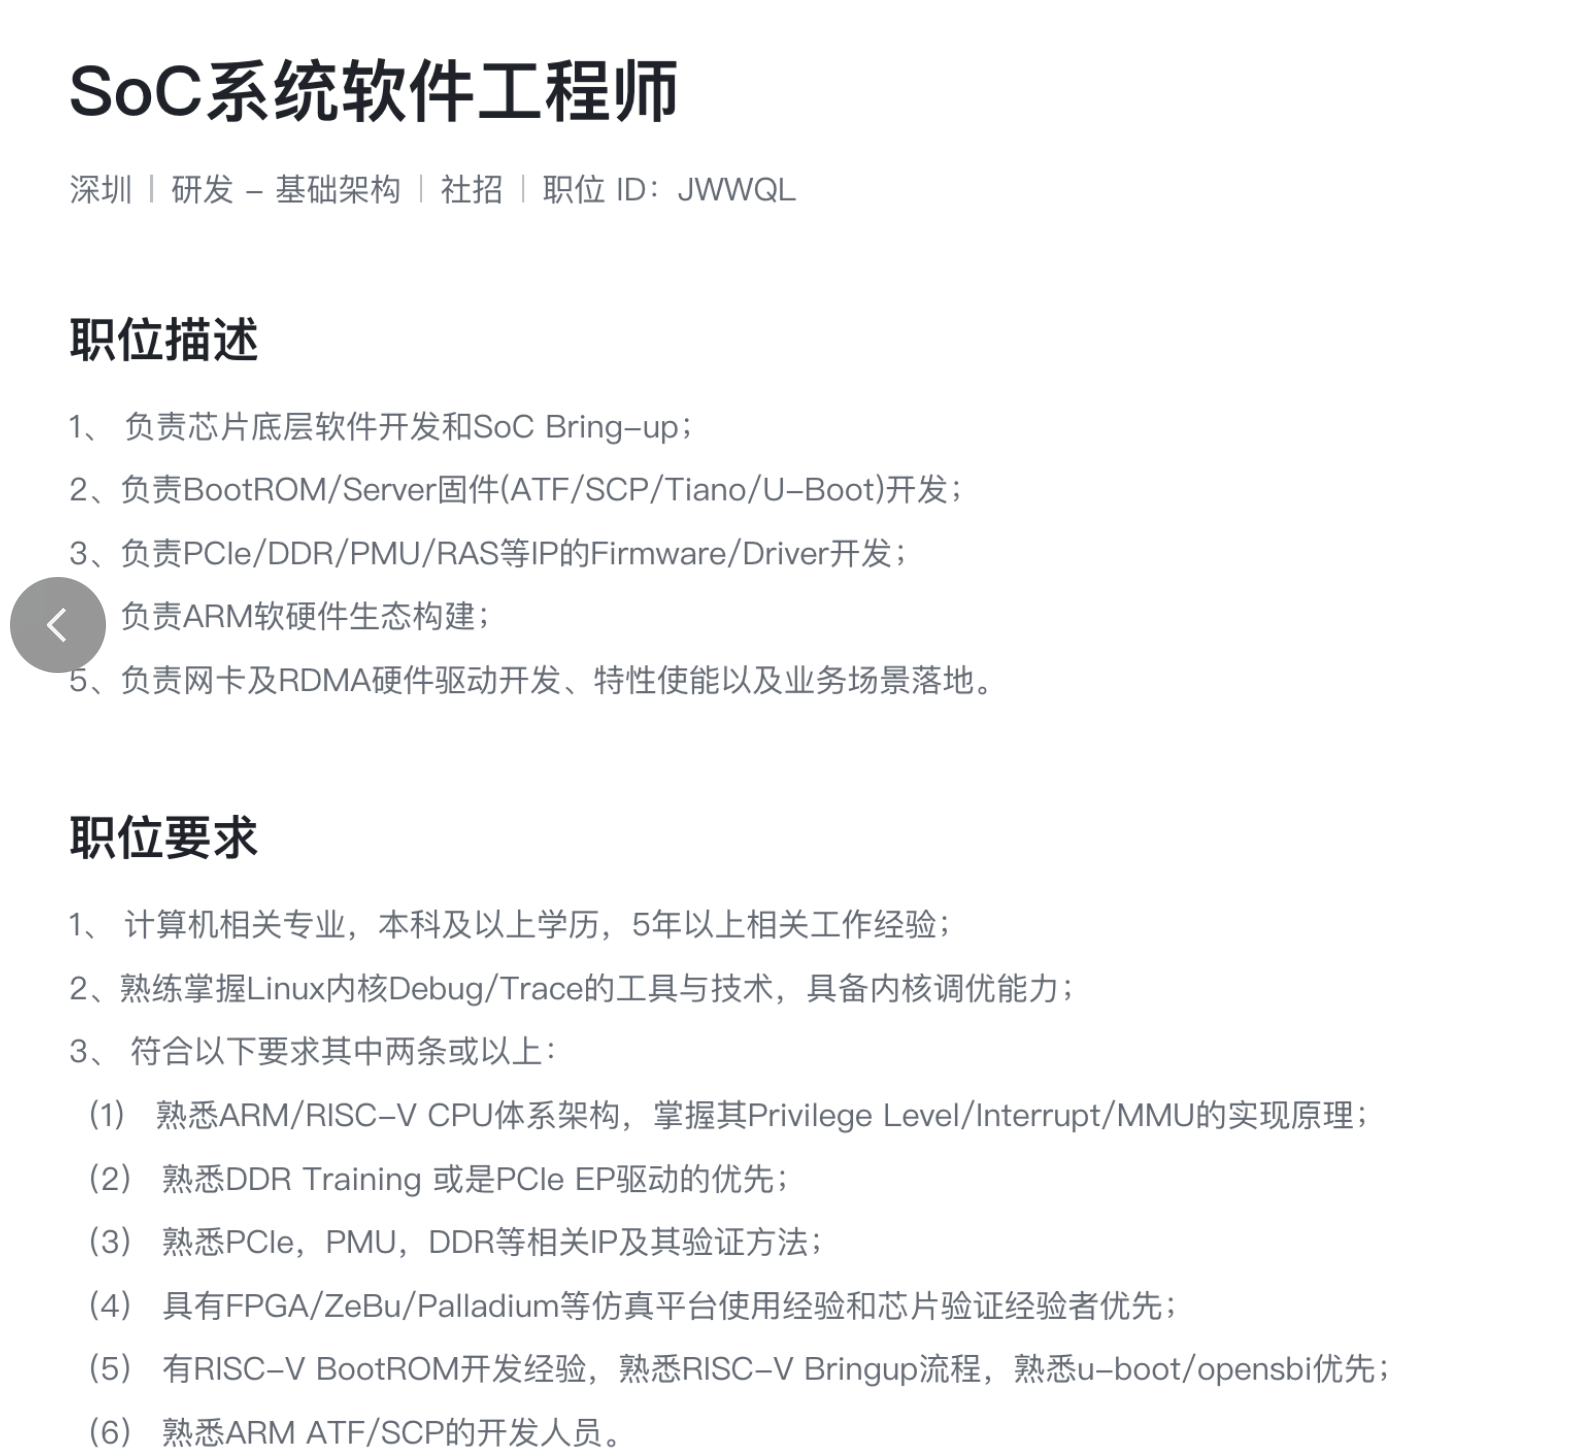 SoC系统软件工程师
深圳 | 研发 – 基础架构 | 社招 | 职位 ID：JWWQL
职位描述
1、 负责芯片底层软件开发和SoC Bring–up；
2、负责BootROM/Server固件(ATF/SCP/Tiano/U–Boot)开发；
3、负责PCIe/DDR/PMU/RAS等IP的Firmware/Driver开发；
负责ARM软硬件生态构建；
5、负责网卡及RDMA硬件驱动开发、特性使能以及业务场景落地。
职位要求
1、 计算机相关专业，本科及以上学历，5年以上相关工作经验；
2、熟练掌握Linux内核Debug/Trace的工具与技术，具备内核调优能力；
3、 符合以下要求其中两条或以上：
（1） 熟悉ARM/RISC–V CPU体系架构，掌握其Privilege Level/Interrupt/MMU的实现原理；
（2） 熟悉DDR Training 或是PCIe EP驱动的优先；
（3） 熟悉PCIe，PMU，DDR等相关IP及其验证方法；
（4） 具有FPGA/ZeBu/Palladium等仿真平台使用经验和芯片验证经验者优先；
（5） 有RISC–V BootROM开发经验，熟悉RISC–V Bringup流程，熟悉u–boot/opensbi优先；
（6） 熟悉ARM ATF/SCP的开发人员。